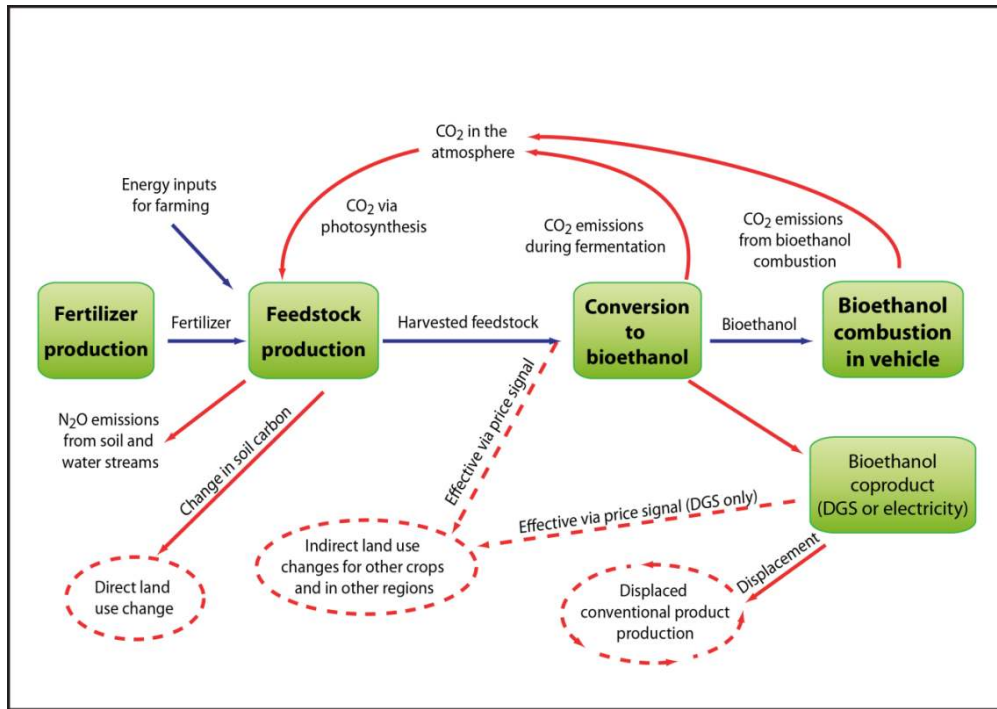 CO₂ in the
atmosphere
Energy inputs
for farming
CO₂ via
photosynthesis
CO₂ emissions
during fermentation
CO₂ emissions
from bioethanol
combustion
Fertilizer
production
Fertilizer
Feedstock
production
Harvested feedstock
Conversion
to
bioethanol
Bioethanol
Bioethanol
combustion
in vehicle
N₂O emissions
from soil and
water streams
Change in soil carbon
Effective via price signal
Effective via price signal (DGS only)
Bioethanol
coproduct
(DGS or electricity)
Displacement
Direct land
use change
Indirect land use
changes for other crops
and in other regions
Displaced
conventional product
production